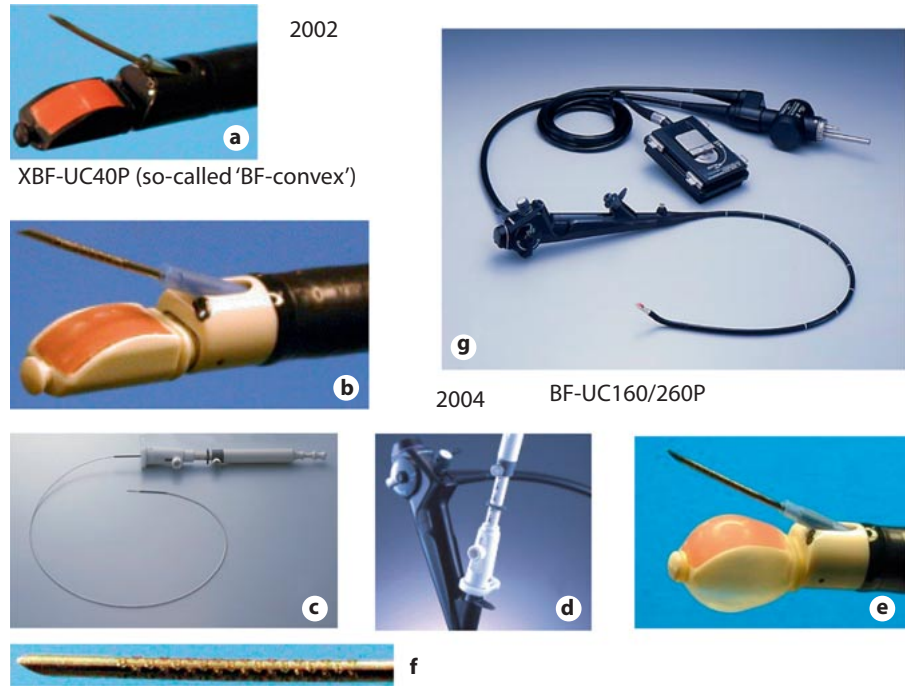 2002
a
XBF-UC40P (so-called ‘BF-convex’)
b
g
2004
BF-UC160/260P
c
d
e
f